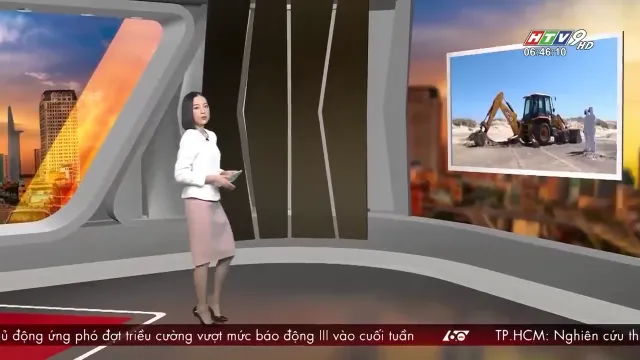 HTV9 HD
06:46:10
ủ động ứng phó đợt triều cường vượt mức báo động III vào cuối tuần 60 TP.HCM: Nghiên cứu th